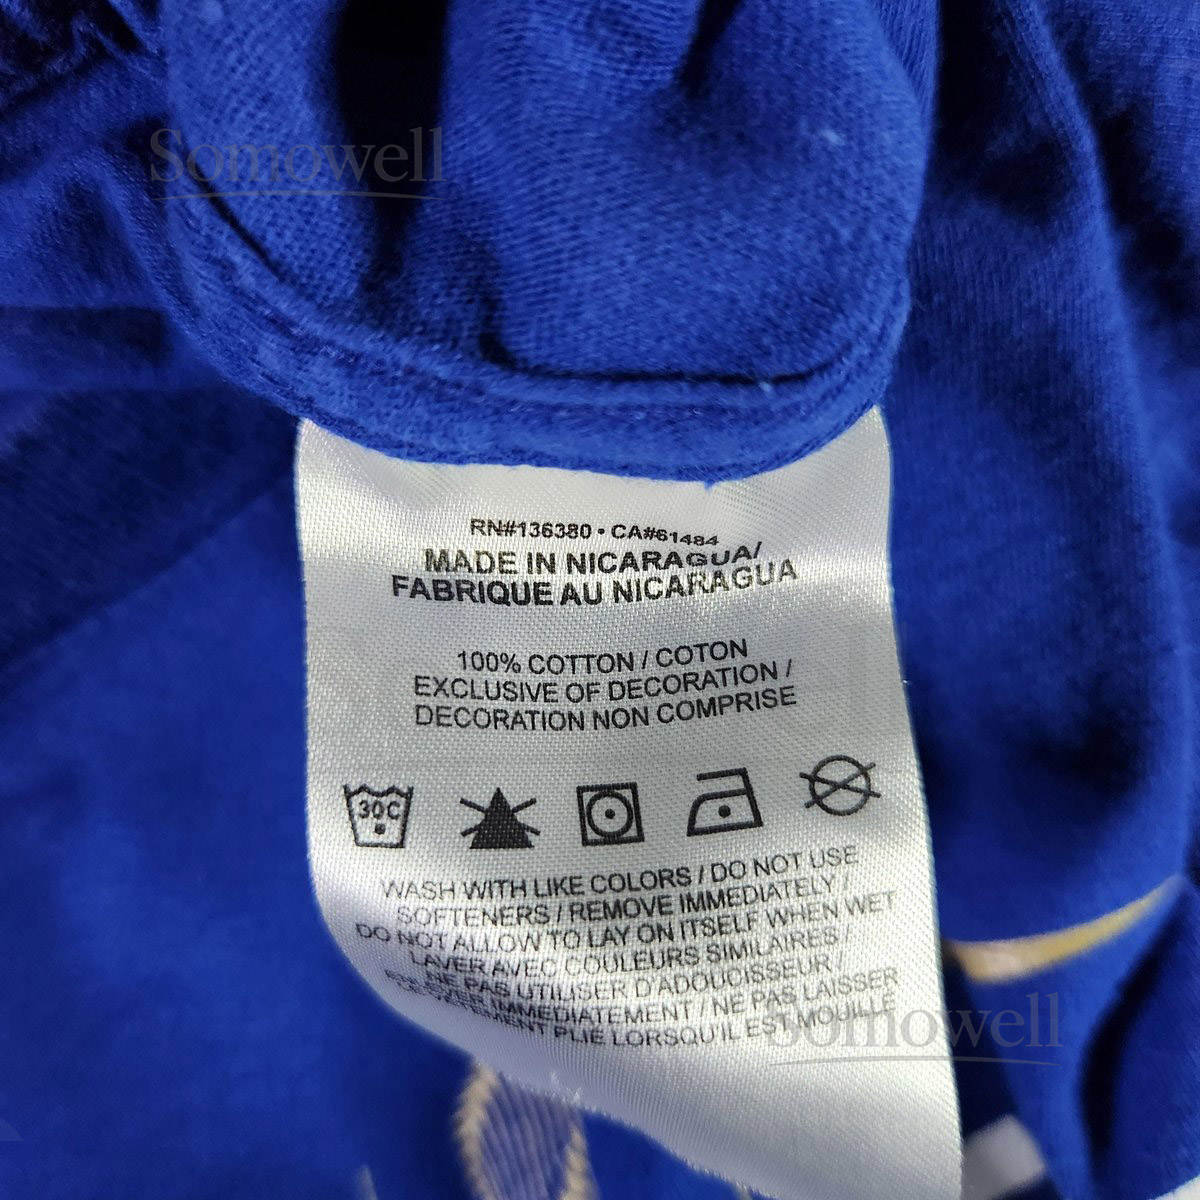 Somowell
RN#136380 • CA#61484
MADE IN NICARAGUA/
FABRIQUE AU NICARAGUA
100% COTTON / COTON
EXCLUSIVE OF DECORATION /
DECORATION NON COMPRISE
30C
WASH WITH LIKE COLORS / DO NOT USE
SOFTENERS / REMOVE IMMEDIATELY /
DO NOT ALLOW TO LAY ON ITSELF WHEN WET
LAVER AVEC COULEURS SIMILAIRES /
NE PAS UTILISER D'ADOUCISSEUR /
ENLEVER IMMEDIATEMENT / NE PAS LAISSER
PLIE LORSQU'IL EST MOUILLÉ
Somowell